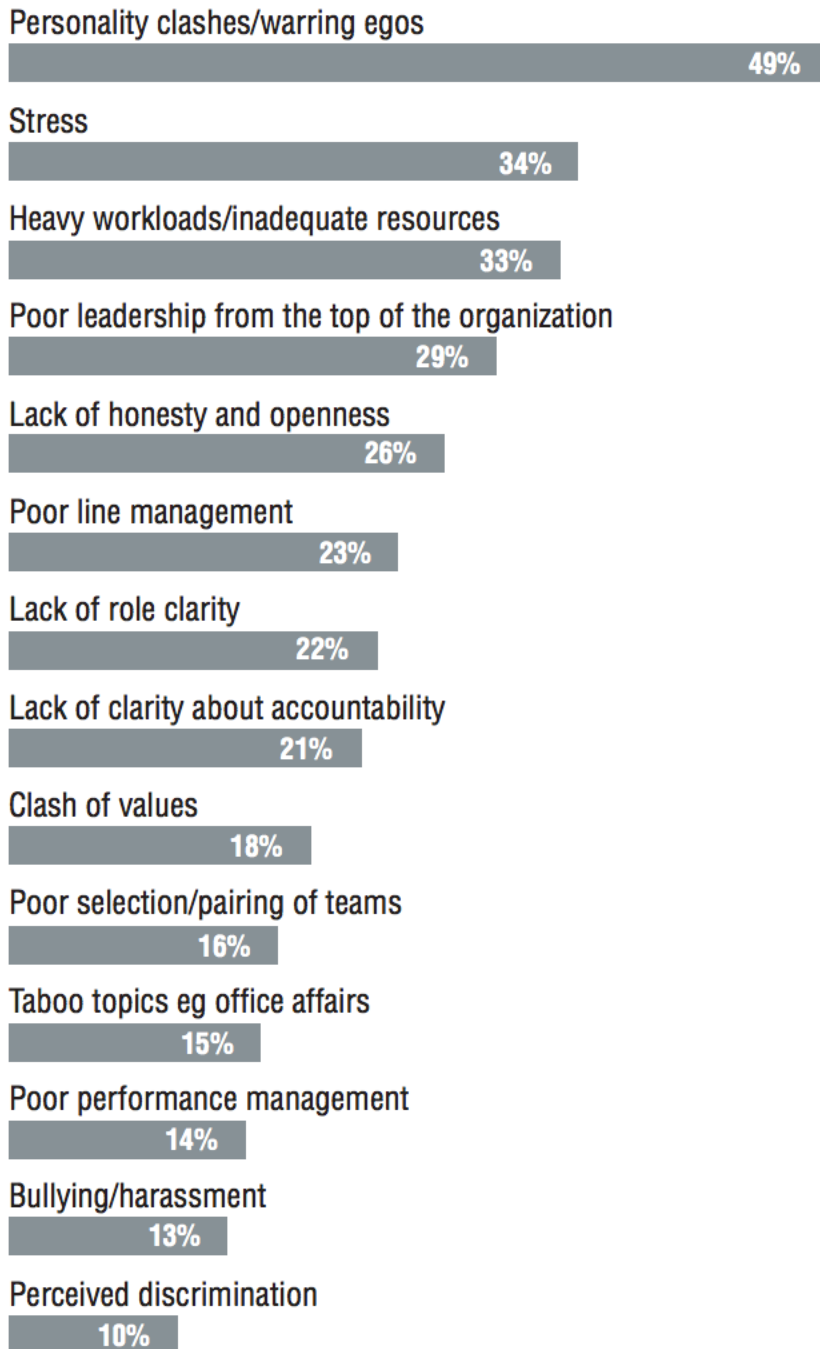 Personality clashes/warring egos
49%
Stress
34%
Heavy workloads/inadequate resources
33%
Poor leadership from the top of the organization
29%
Lack of honesty and openness
26%
Poor line management
23%
Lack of role clarity
22%
Lack of clarity about accountability
21%
Clash of values
18%
Poor selection/pairing of teams
16%
Taboo topics eg office affairs
15%
Poor performance management
14%
Bullying/harassment
13%
Perceived discrimination
10%